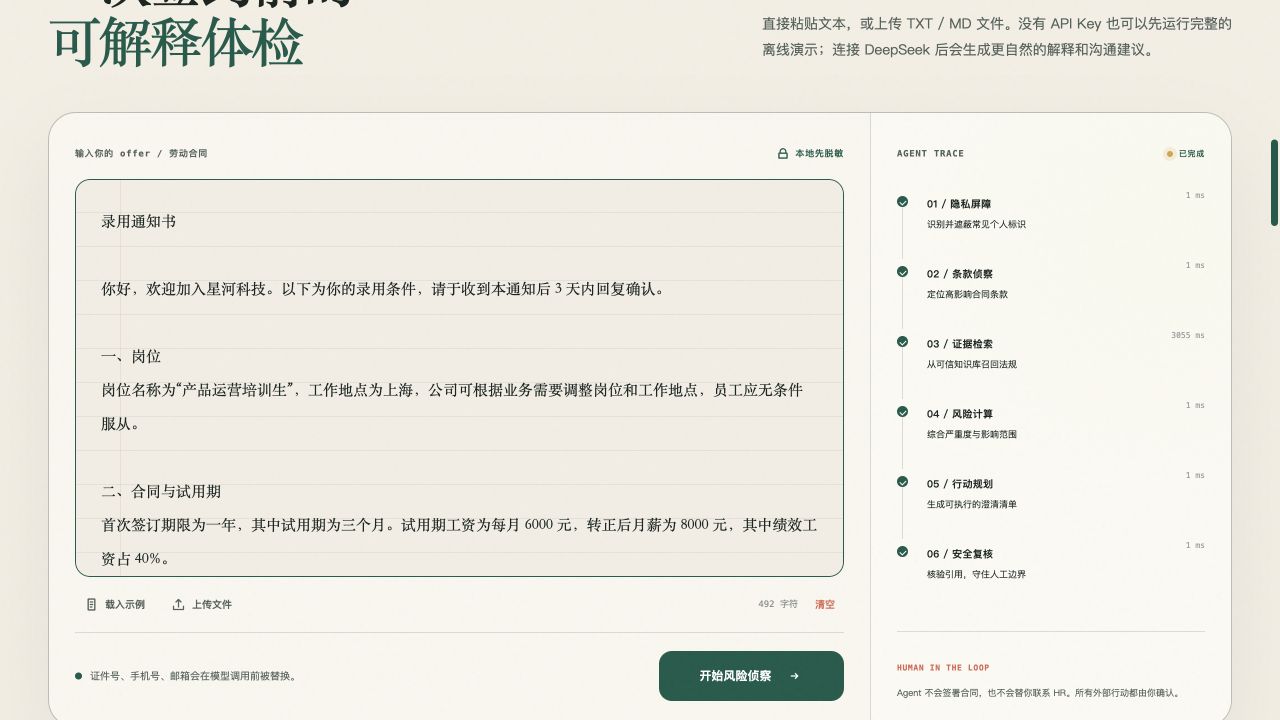 可解释体检
直接粘贴文本，或上传 TXT / MD 文件。没有 API Key 也可以先运行完整的
离线演示；连接 DeepSeek 后会生成更自然的解释和沟通建议。
输入你的 offer / 劳动合同
本地先脱敏
录用通知书
你好，欢迎加入星河科技。以下为你的录用条件，请于收到本通知后 3 天内回复确认。
一、岗位
岗位名称为“产品运营培训生”，工作地点为上海，公司可根据业务需要调整岗位和工作地点，员工应无条件
服从。
二、合同与试用期
首次签订期限为一年，其中试用期为三个月。试用期工资为每月 6000 元，转正后月薪为 8000 元，其中绩效工
资占 40%。
载入示例
上传文件
492 字符
清空
证件号、手机号、邮箱会在模型调用前被替换。
开始风险侦察 →
AGENT TRACE
已完成
01 / 隐私屏障
1 ms
识别并遮蔽常见个人标识
02 / 条款侦察
1 ms
定位高影响合同条款
03 / 证据检索
3055 ms
从可信知识库召回法规
04 / 风险计算
1 ms
综合严重度与影响范围
05 / 行动规划
1 ms
生成可执行的澄清清单
06 / 安全复核
1 ms
核验引用，守住人工边界
HUMAN IN THE LOOP
Agent 不会签署合同，也不会替你联系 HR。所有外部行动都由你确认。